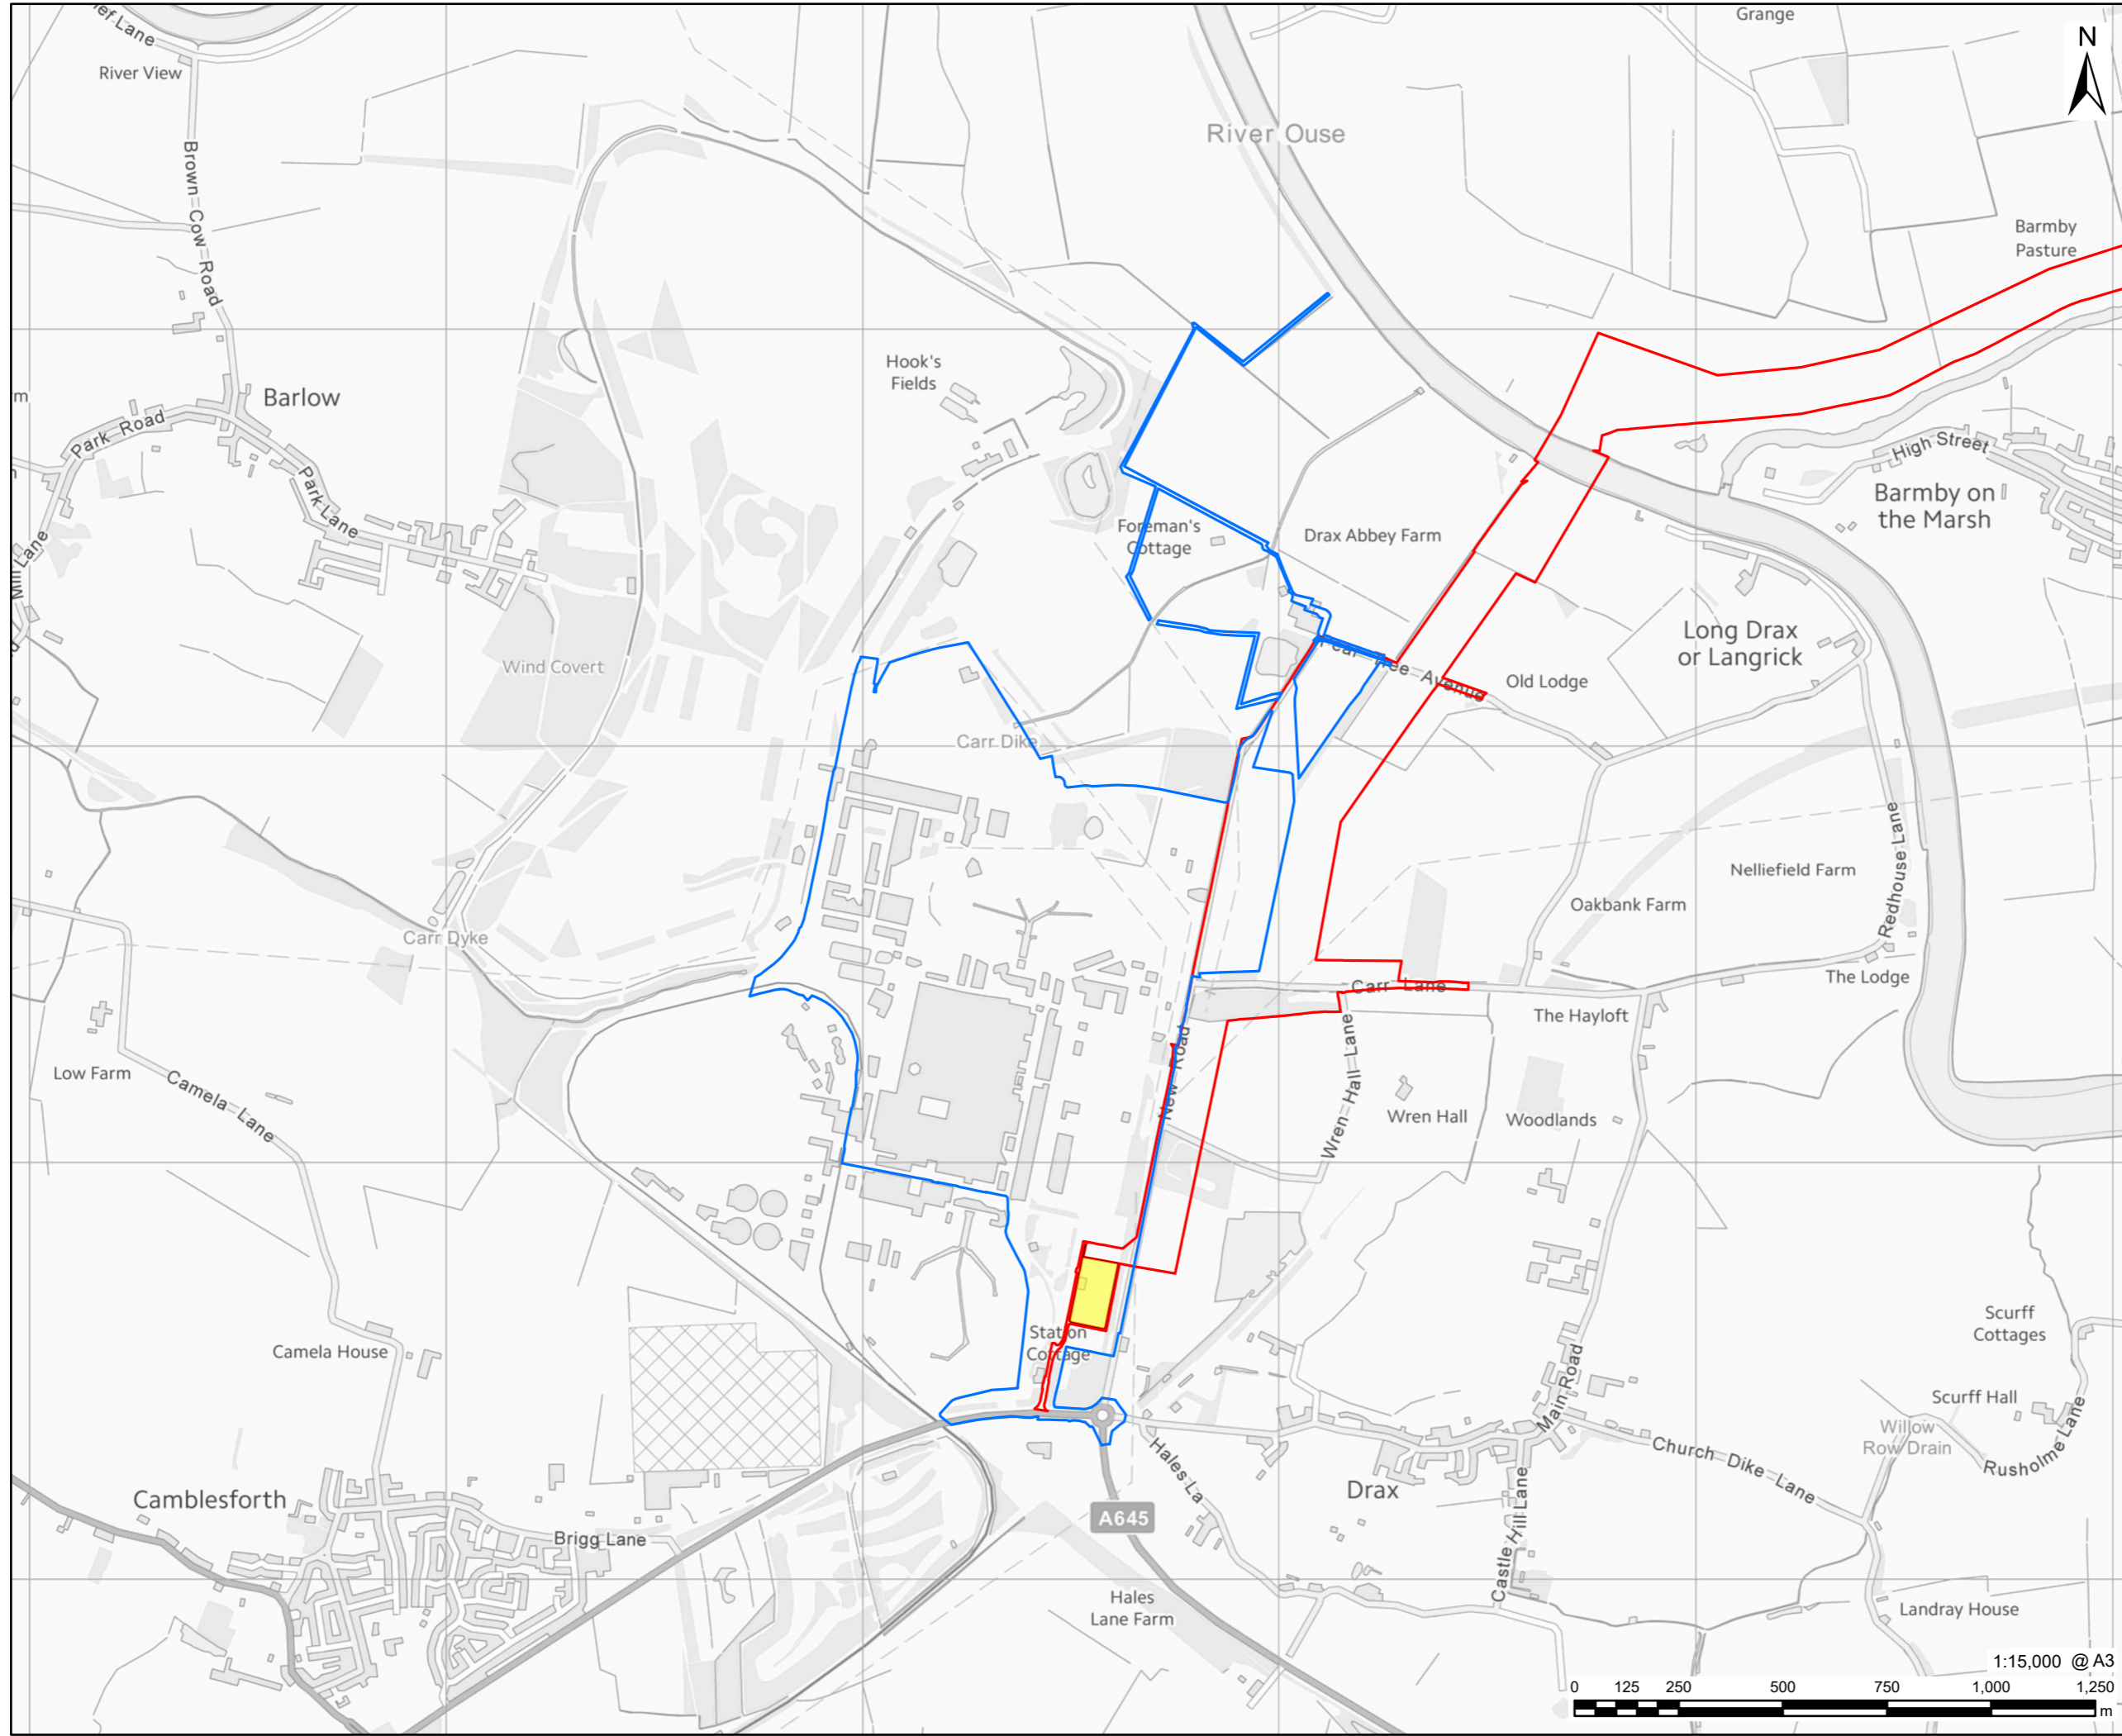 Grange
N
River View
Brown Cow Road
River Ouse
Barmby
Pasture
Hook's
Fields
Barlow
Park Road
Park Lane
High Street
Barmby on
the Marsh
Foreman's
Cottage
Drax Abbey Farm
Long Drax
or Langrick
Wind Covert
Pear Tree Avenue
Old Lodge
Carr Dike
Redhouse Lane
Nelliefield Farm
Oakbank Farm
Carr Dyke
The Lodge
Carr Lane
The Hayloft
New Road
Low Farm
Camela Lane
Wren Hall Lane
Wren Hall
Woodlands
Scurff
Cottages
Station
Cottage
Camela House
Main Road
Scurff Hall
Willow
Row Drain
Rusholme Lane
Church Dike Lane
Hales La
Camblesforth
Drax
Castle Hill Lane
A645
Brigg Lane
Hales
Lane Farm
Landray House
1:15,000 @ A3
0 125 250 500 750 1,000 1,250
m